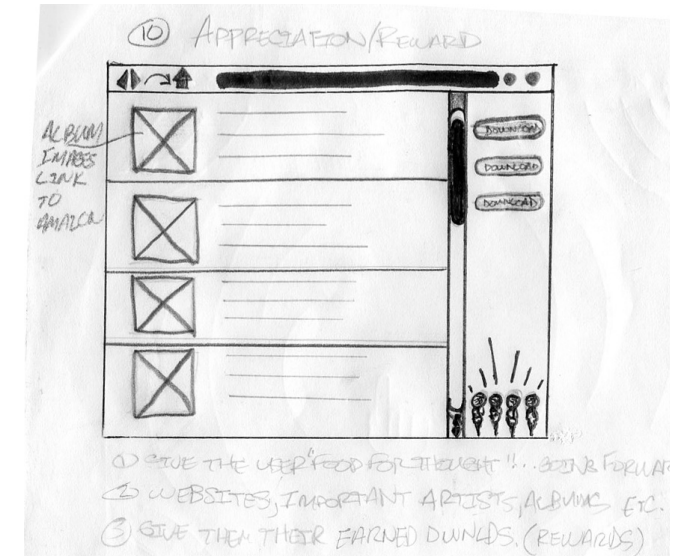 10 APPRECIATION/REWARD
ALBUM
IMAGES
LINK
TO
AMAZON
DOWNLOAD
DOWNLOAD
DOWNLOAD
① GIVE THE USER "FOOD FOR THOUGHT"... GOING FORWAR
② WEBSITES, IMPORTANT ARTISTS, ALBUMS ETC.
③ GIVE THEM THEIR EARNED DWNLDS. (REWARDS)